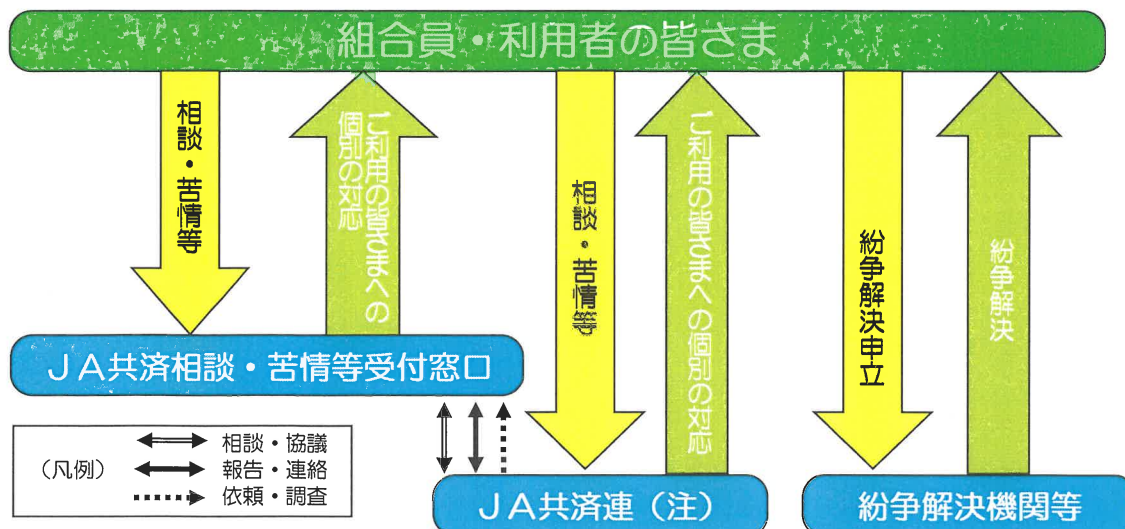 組合員・利用者の皆さま
相談・苦情等
ご利用の皆さまへの
個別の対応
相談・苦情等
ご利用の皆さまへの個別の対応
紛争解決申立
紛争解決
JA共済相談・苦情等受付窓口
(凡例)
相談・協議
報告・連絡
依頼・調査
JA共済連(注)
紛争解決機関等